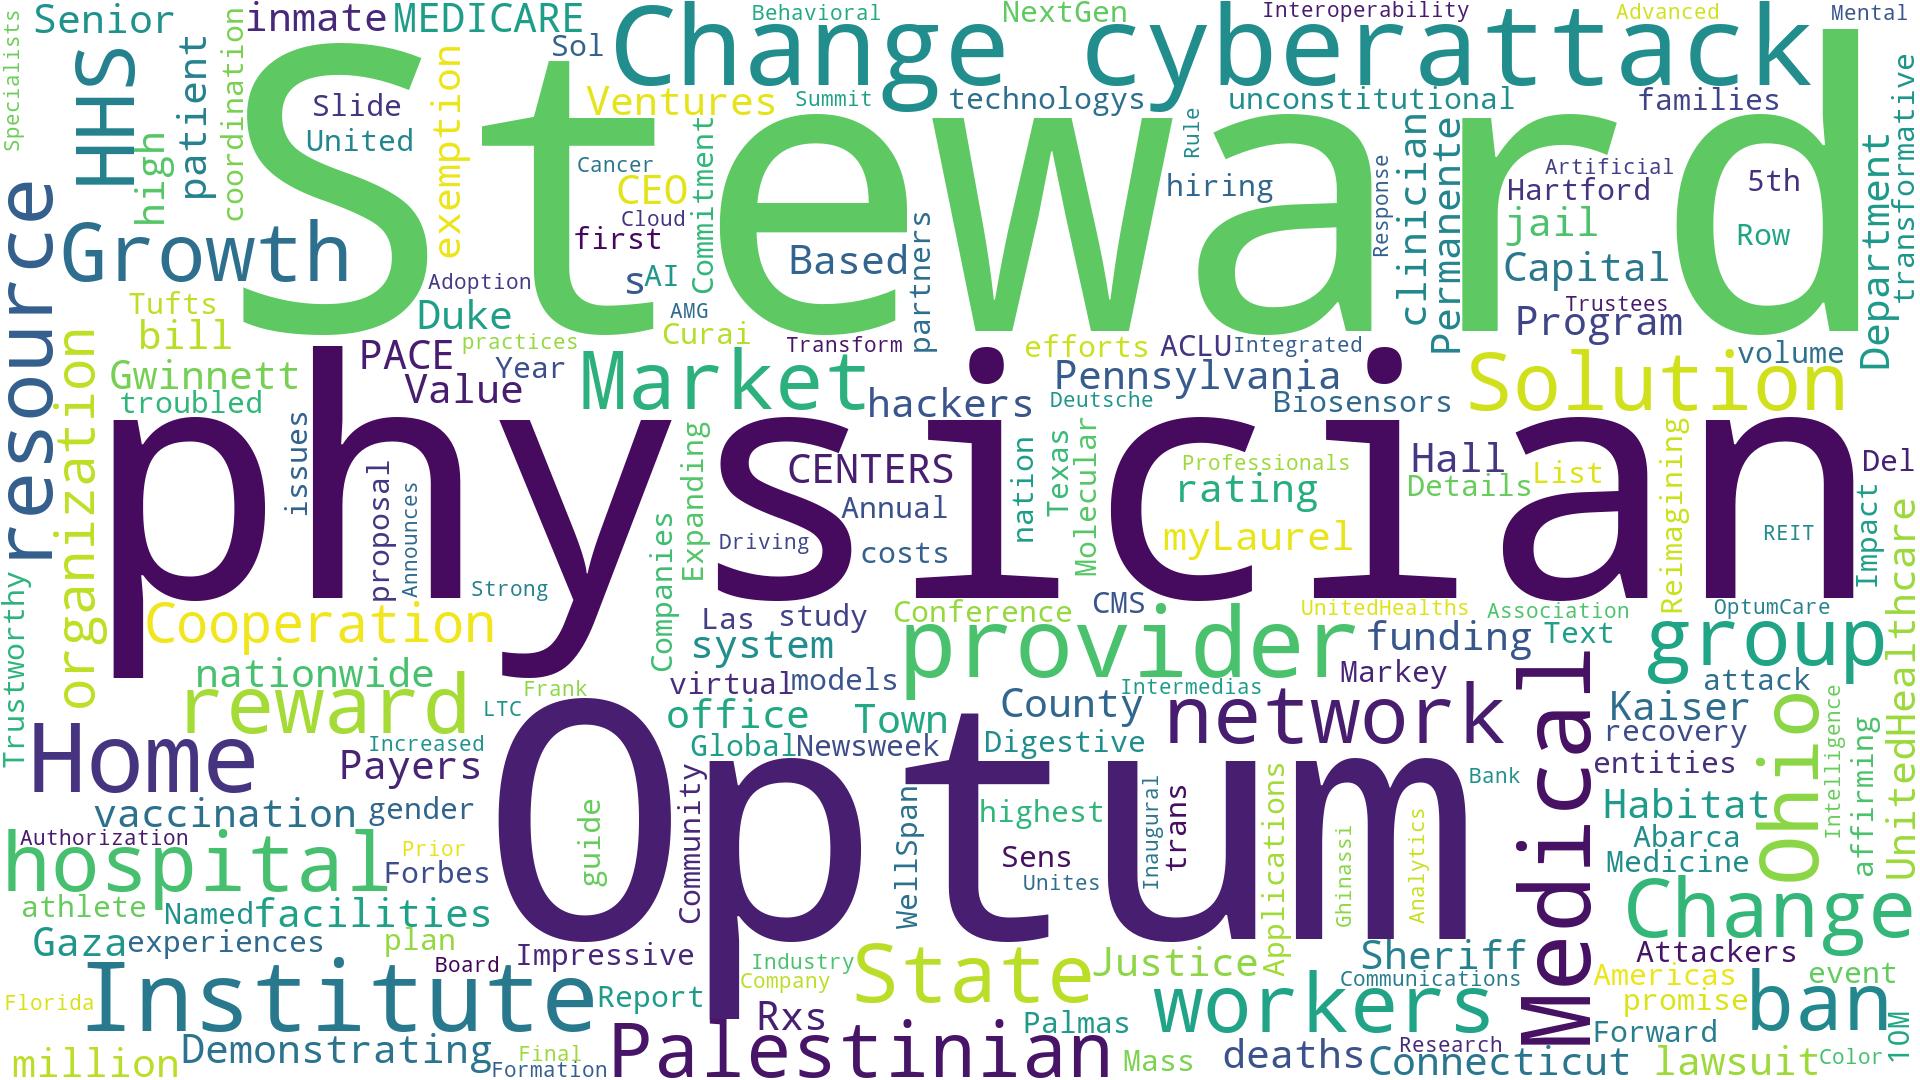 Specialists
Senior
inmate
MEDICARE
Sol
Change cyberattack
Behavioral
NextGen
Interoperability
Advanced
Mental
HHS
high
patient
coordination
Slide
United
exemption
Ventures
Summit
technologys
unconstitutional
families
transformative
Steward
Cancer
CEO
Cloud
first
Commitment
Rule
hiring
Response
clinician
Permanente
Artificial
Hartford
jail
5th
Row
Department
resource
Growth
Adoption
s
AI
AMG
Based
partners
Capital
Trustees
Program
Tufts
bill
Duke
practices
Curai
Transform
efforts
ACLU
Integrated
volume
organization
Gwinnett
troubled
PACE
Value
Year
Market
hackers
Pennsylvania
Deutsche
Biosensors
Solution
physician
issues
proposal
Announces
Strong
Companies
Expanding
Driving
CENTERS
Annual
costs
nation
Texas
Molecular
Professionals
rating
myLaurel
Hall
Details
List
Reimagining
REIT
Del
Impact
UnitedHealthcare
Trustworthy
Cooperation
Las
study
Conference
CMS
UnitedHealths
Association
OptumCare
system
provider
funding
Text
group
nationwide
reward
Frank
LTC
virtual
models
Intermedias
Markey
attack
office
Town
County
network
Medical
Kaiser
recovery
Home
Increased
Payers
Global
Newsweek
Digestive
entities
Ohio
Intelligence
affirming
vaccination
gender
Optum
guide
Community
WellSpan
highest
Inaugural
trans
Applications
Bank
Habitat
Abarca
Medicine
Authorization
hospital
Prior
Forbes
Sens
Unites
Ghinassi
Analytics
athlete
Named
facilities
Change
Gaza
experiences
plan
Board
Impressive
Industry
Company
State
Justice
Sheriff
Communications
Attackers
Americas
event
Florida
Institute
Report
Rxs
Palmas
workers
promise
ban
10M
million
Demonstrating
Final
Formation
Palestinian
Mass
deaths
Research
Connecticut
Forward
lawsuit
Color